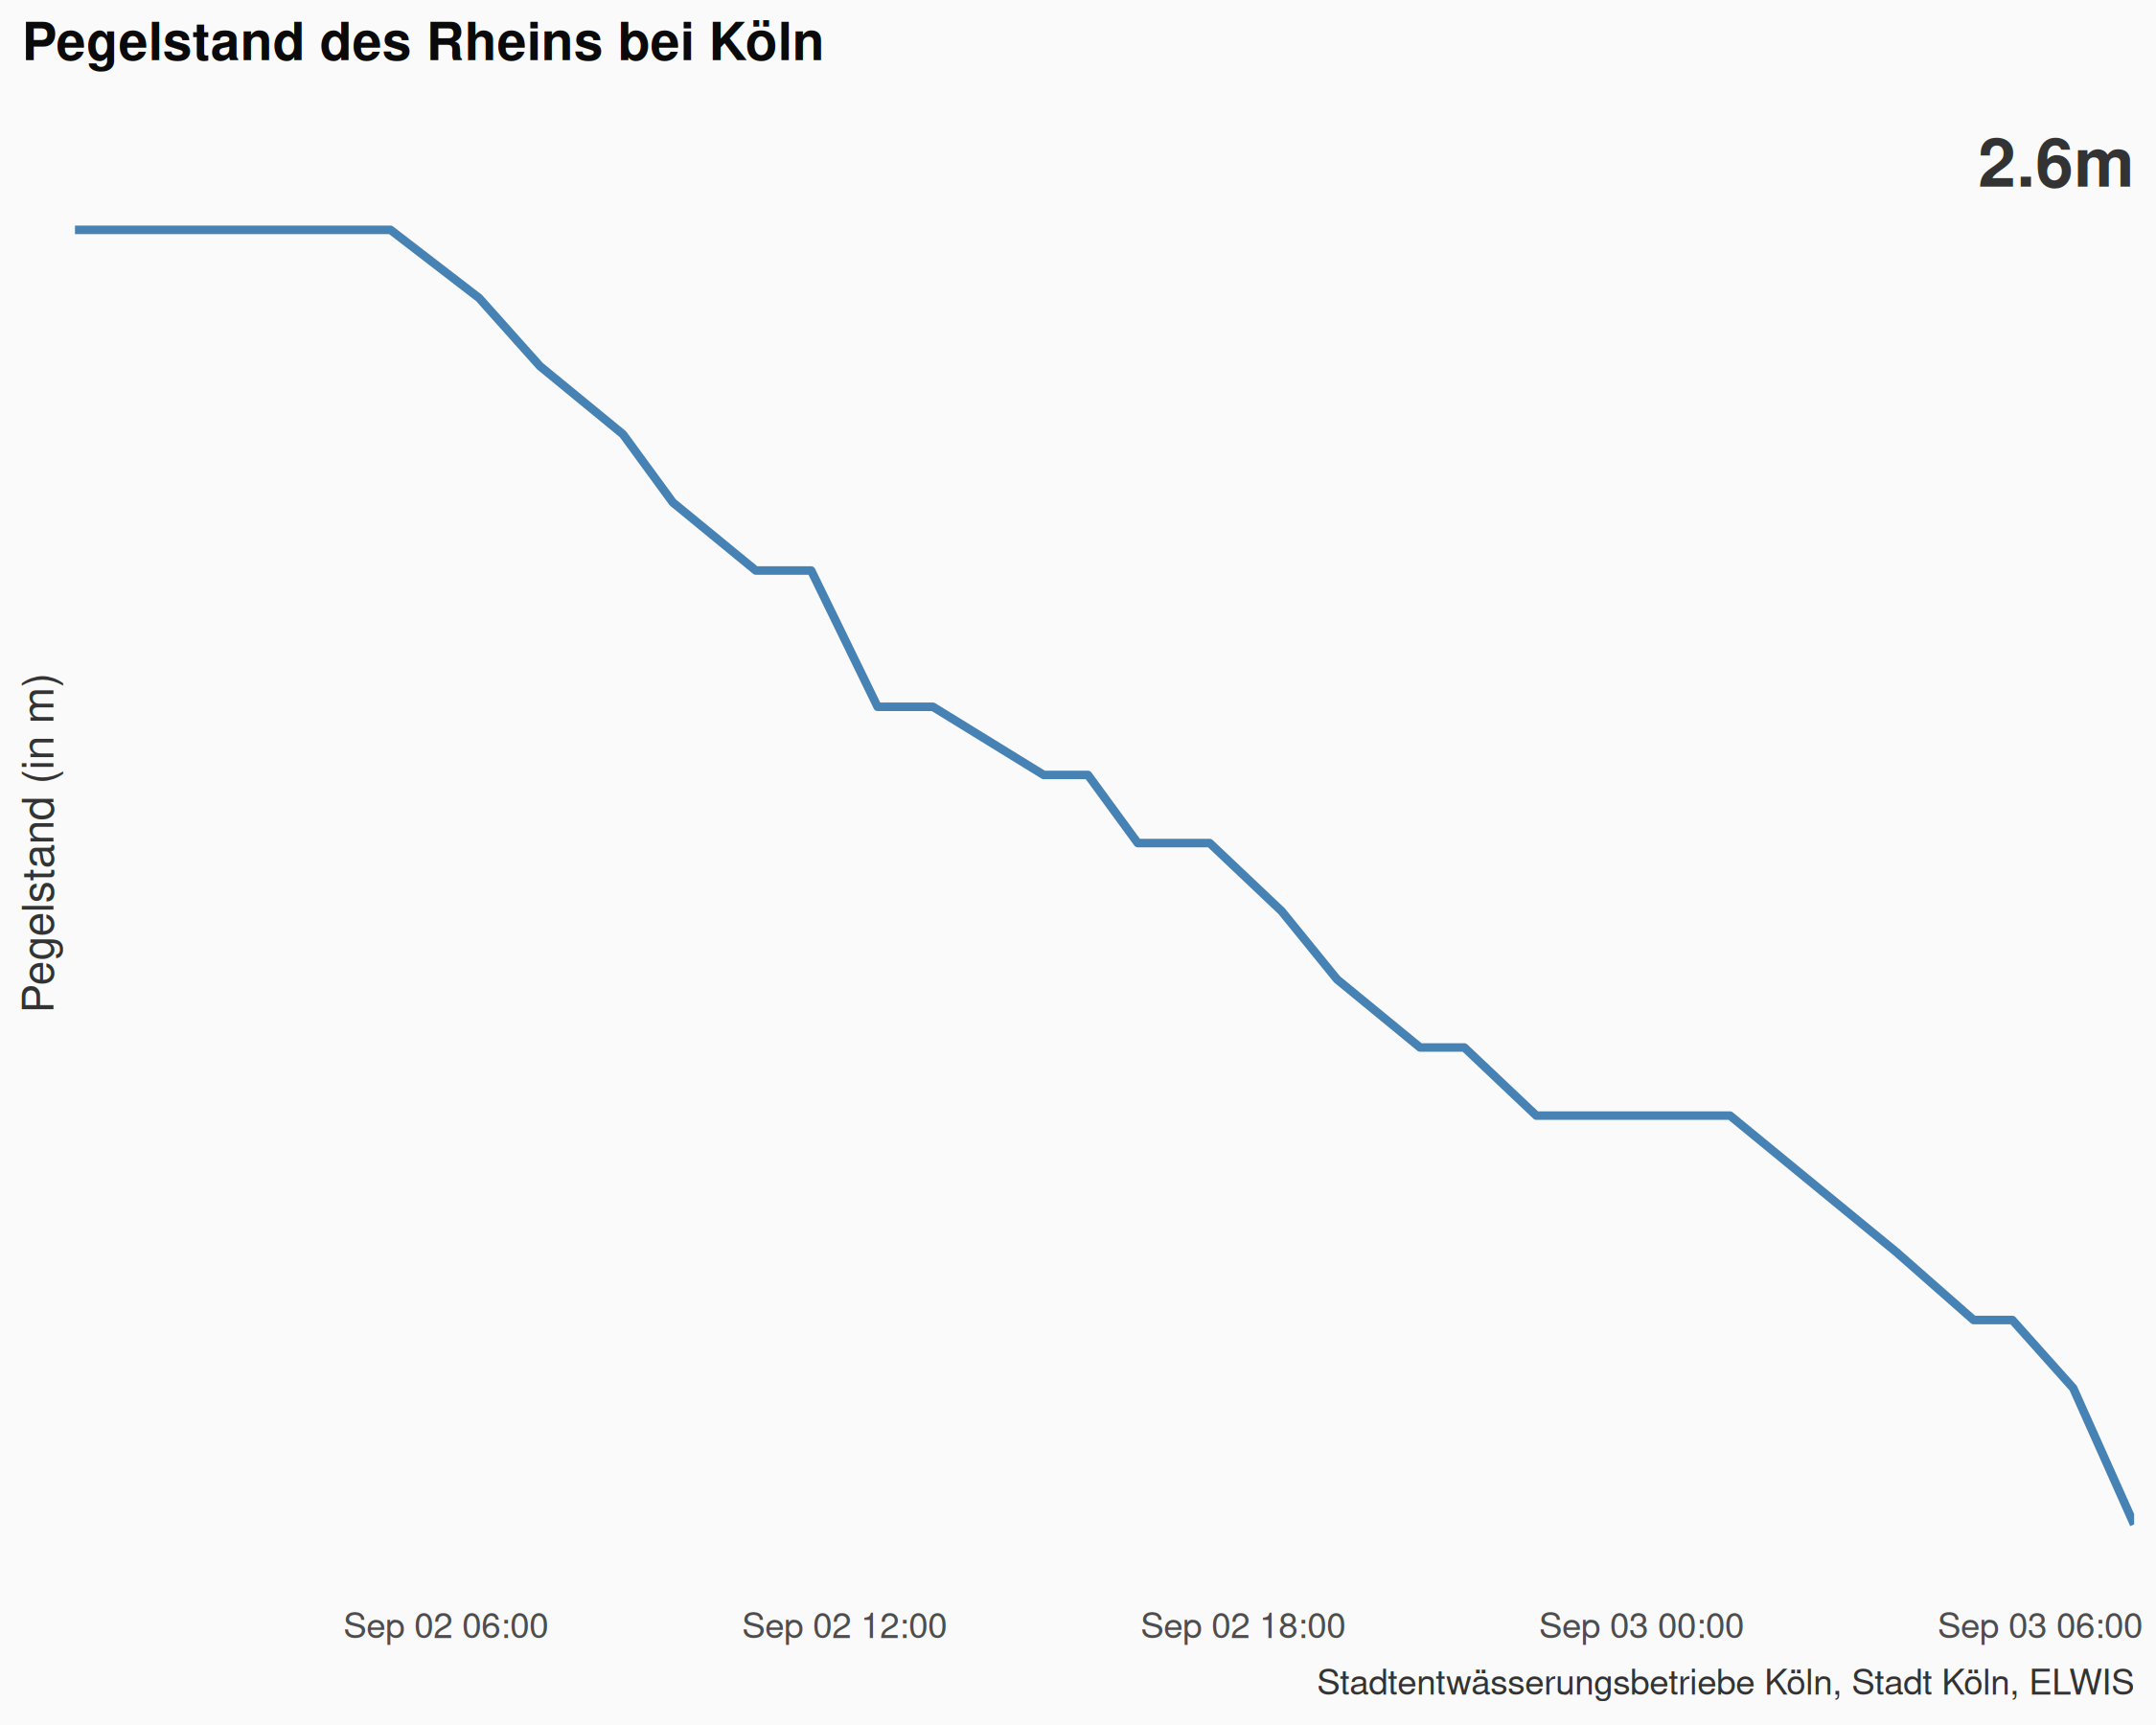 Pegelstand des Rheins bei Köln
2.6m
Pegelstand (in m)
Sep 02 06:00 Sep 02 12:00 Sep 02 18:00 Sep 03 00:00 Sep 03 06:00
Stadtentwässerungsbetriebe Köln, Stadt Köln, ELWIS